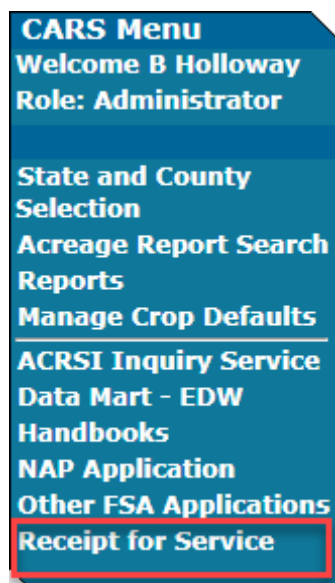 CARS Menu
Welcome B Holloway
Role: Administrator
State and County
Selection
Acreage Report Search
Reports
Manage Crop Defaults
ACRSI Inquiry Service
Data Mart - EDW
Handbooks
NAP Application
Other FSA Applications
Receipt for Service